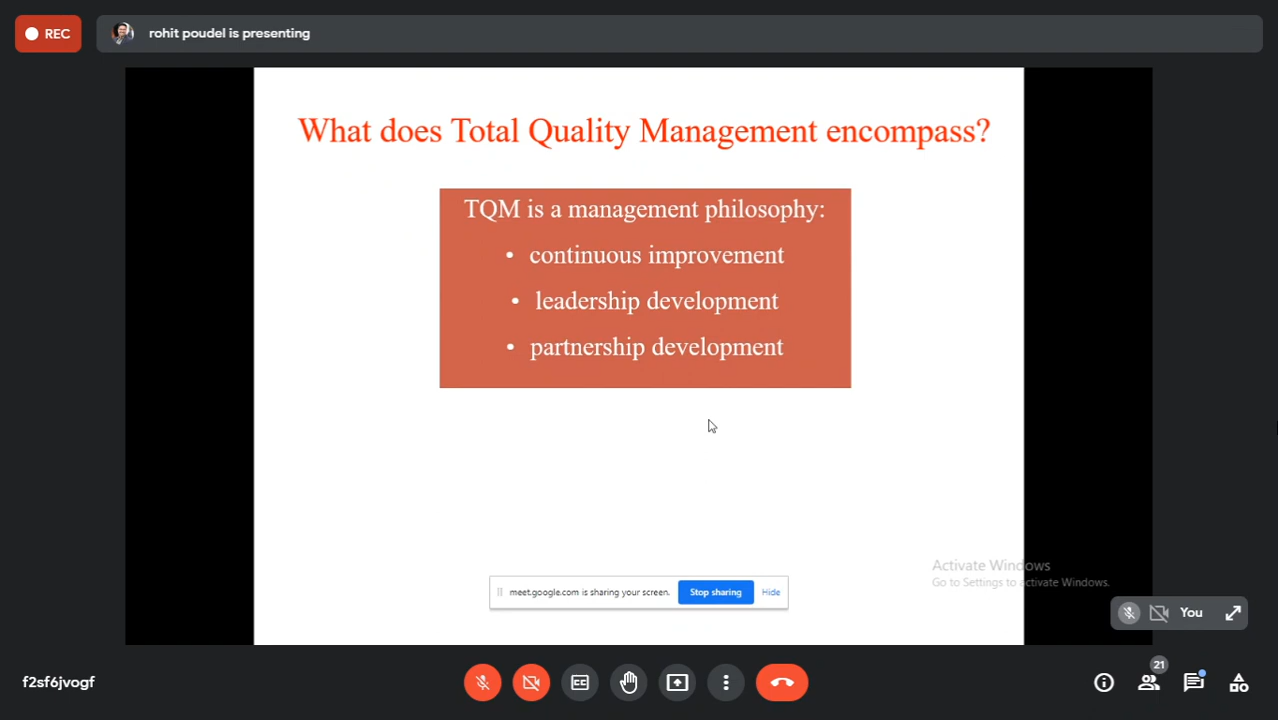 REC
rohit poudel is presenting
What does Total Quality Management encompass?
TQM is a management philosophy:
• continuous improvement
• leadership development
• partnership development
Activate Windows
Go to Settings to activate Windows.
meet.google.com is sharing your screen.
Stop sharing
Hide
You
f2sf6jvogf
CC
21